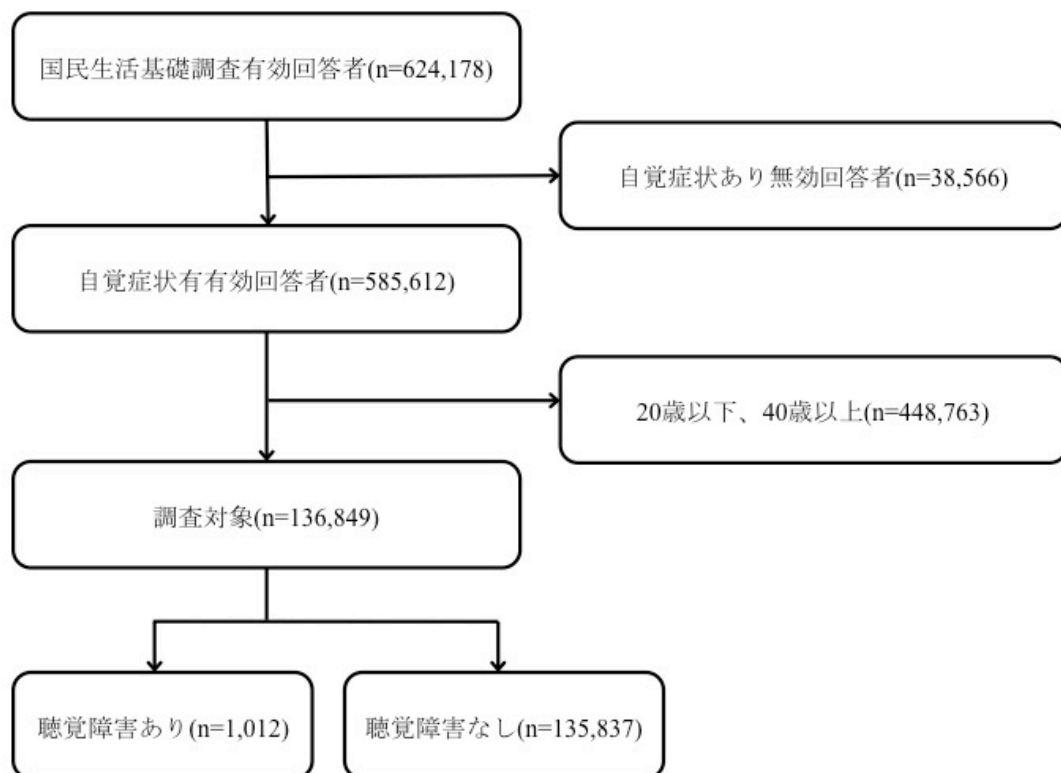 国民生活基礎調査有効回答者(n=624,178)
自覚症状あり無効回答者(n=38,566)
自覚症状有有効回答者(n=585,612)
20歳以下、40歳以上(n=448,763)
調査対象(n=136,849)
聴覚障害あり(n=1,012)
聴覚障害なし(n=135,837)